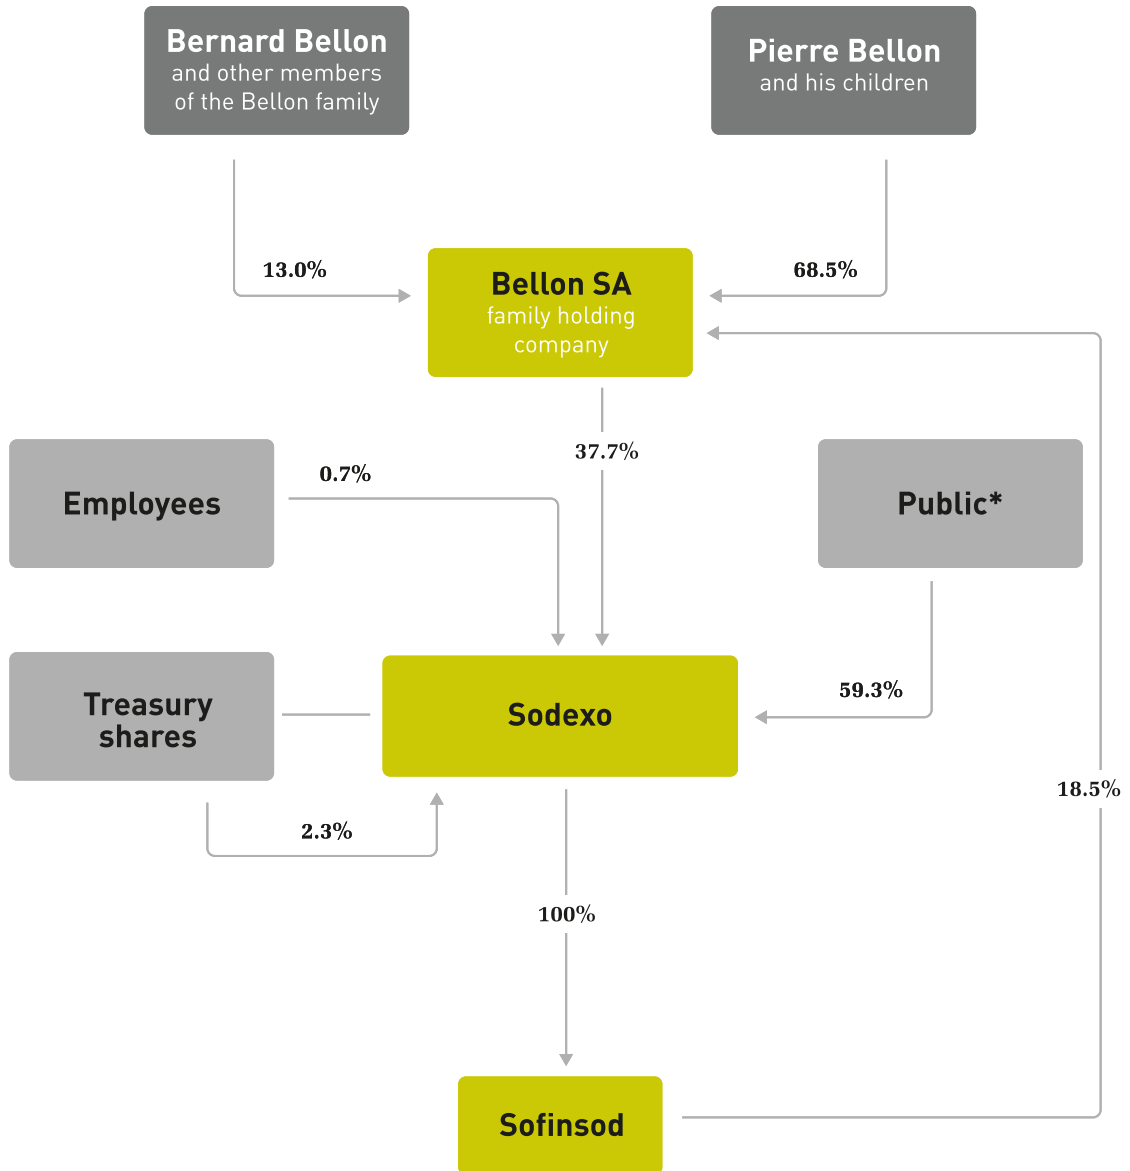 Bernard Bellon
and other members
of the Bellon family
Pierre Bellon
and his children
13.0%
68.5%
Bellon SA
family holding
company
37.7%
0.7%
Employees
Public*
59.3%
Treasury
shares
Sodexo
2.3%
18.5%
100%
Sofinsod